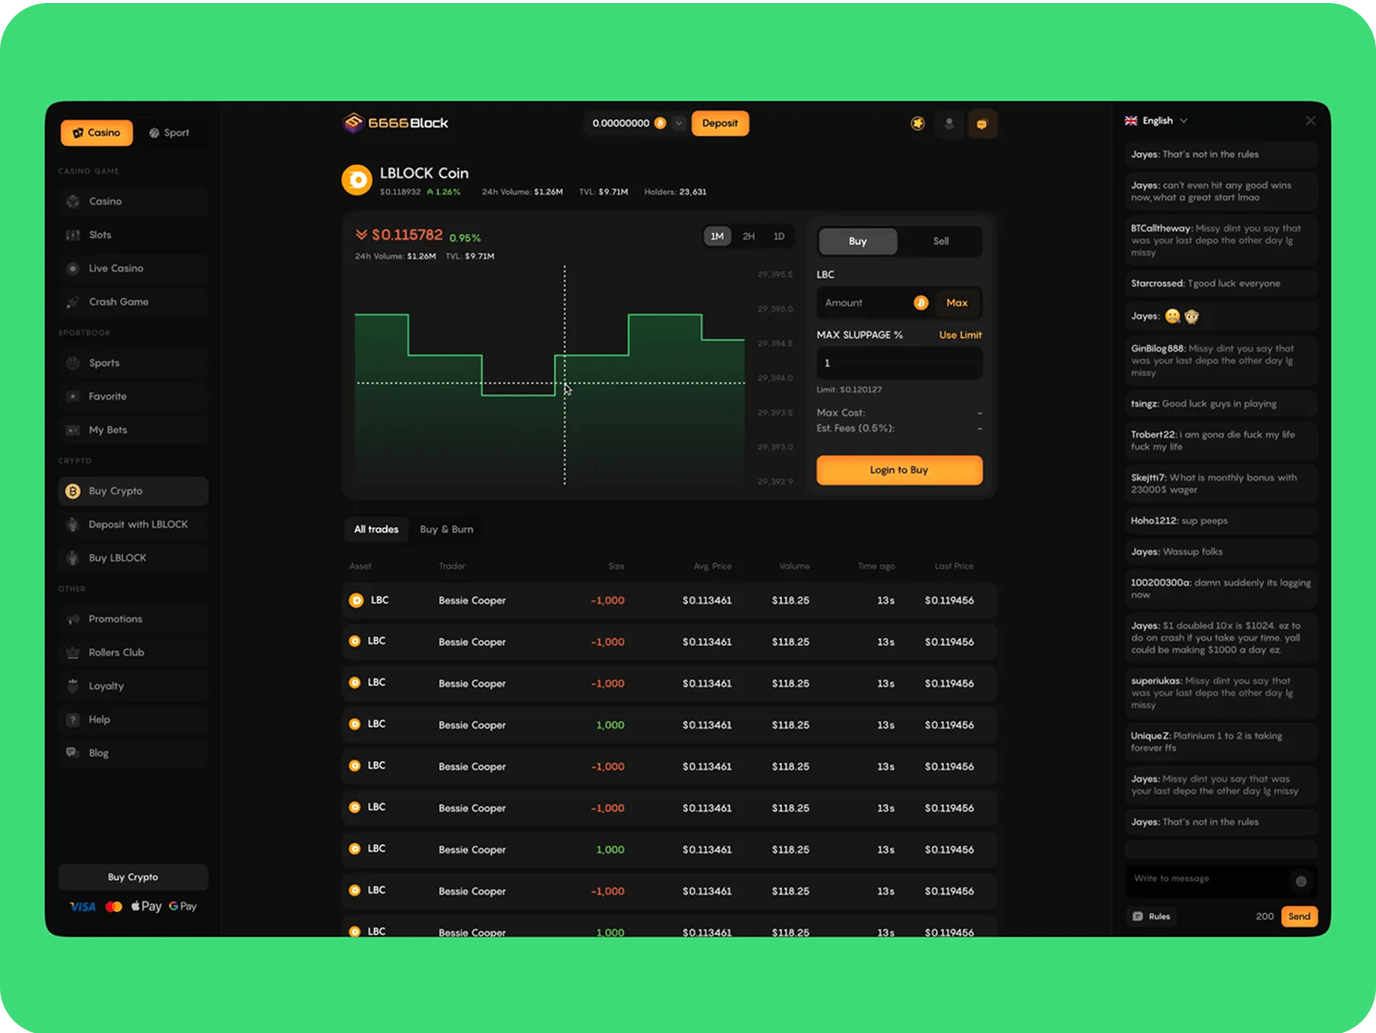 Casino
Sport
CASINO GAME
Casino
Slots
Live Casino
Crash Game
SPORTBOOK
Sports
Favorite
My Bets
CRYPTO
Buy Crypto
Deposit with LBLOCK
Buy LBLOCK
OTHER
Promotions
Rollers Club
Loyalty
Help
Blog
Buy Crypto
VISA Pay G Pay
6666Block
0.00000000 Deposit
LBLOCK Coin
$0.118932 1.26% 24h Volume: $1.26M TVL: $9.71M Holders: 23,631
$0.115782 0.95%
24h Volume: $1.26M TVL: $9.71M
1M 2H 1D
29,395.5
29,395.0
29,394.5
29,394.0
29,393.5
29,393.0
29,392.9
Buy Sell
LBC
Amount Max
MAX SLUPPAGE % Use Limit
1
Limit: $0.120127
Max Cost: -
Est. Fees (0.5%): -
Login to Buy
All trades Buy & Burn
Asset Trader Size Avg. Price Volume Time ago Last Price
LBC Bessie Cooper -1,000 $0.113461 $118.25 13s $0.119456
LBC Bessie Cooper -1,000 $0.113461 $118.25 13s $0.119456
LBC Bessie Cooper -1,000 $0.113461 $118.25 13s $0.119456
LBC Bessie Cooper 1,000 $0.113461 $118.25 13s $0.119456
LBC Bessie Cooper -1,000 $0.113461 $118.25 13s $0.119456
LBC Bessie Cooper -1,000 $0.113461 $118.25 13s $0.119456
LBC Bessie Cooper 1,000 $0.113461 $118.25 13s $0.119456
LBC Bessie Cooper -1,000 $0.113461 $118.25 13s $0.119456
LBC Bessie Cooper 1,000 $0.113461 $118.25 13s $0.119456
English
Jayes: That's not in the rules
Jayes: can't even hit any good wins
now,what a great start lmao
BTCalltheway: Missy dint you say that
was your last depo the other day lg
missy
Starcrossed: Tgood luck everyone
Jayes: 🤐🙊
GinBilog888: Missy dint you say that
was your last depo the other day lg
missy
tsingz: Good luck guys in playing
Trobert22: i am gona die fuck my life
fuck my life
Skejtti7: What is monthly bonus with
23000$ wager
Hoho1212: sup peeps
Jayes: Wassup folks
100200300a: damn suddenly its lagging
now
Jayes: $1 doubled 10x is $1024. ez to
do on crash if you take your time. yall
could be making $1000 a day ez.
superiukas: Missy dint you say that
was your last depo the other day lg
missy
UniqueZ: Platinium 1 to 2 is taking
forever ffs
Jayes: Missy dint you say that was
your last depo the other day lg missy
Jayes: That's not in the rules
Write to message
Rules 200 Send